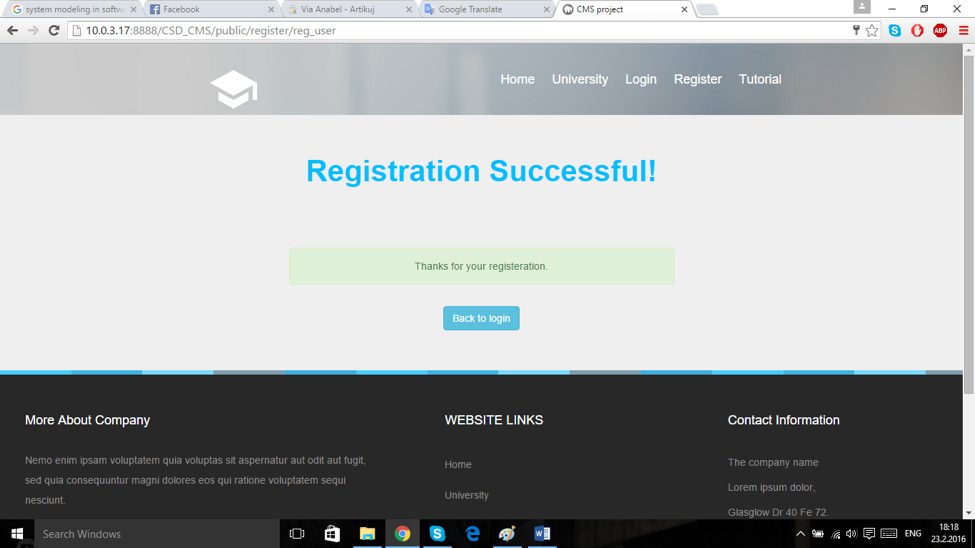 system modeling in softw
Facebook
Via Anabel - Artikuj
Google Translate
CMS project
10.0.3.17:8888/CSD_CMS/public/register/reg_user
ABP
Home University Login Register Tutorial
Registration Successful!
Thanks for your registeration.
Back to login
More About Company
Nemo enim ipsam voluptatem quia voluptas sit aspernatur aut odit aut fugit,
sed quia consequuntur magni dolores eos qui ratione voluptatem sequi
nesciunt.
WEBSITE LINKS
Home
University
Contact Information
The company name
Lorem ipsum dolor,
Glasglow Dr 40 Fe 72.
Search Windows
ENG
18:18
23.2.2016